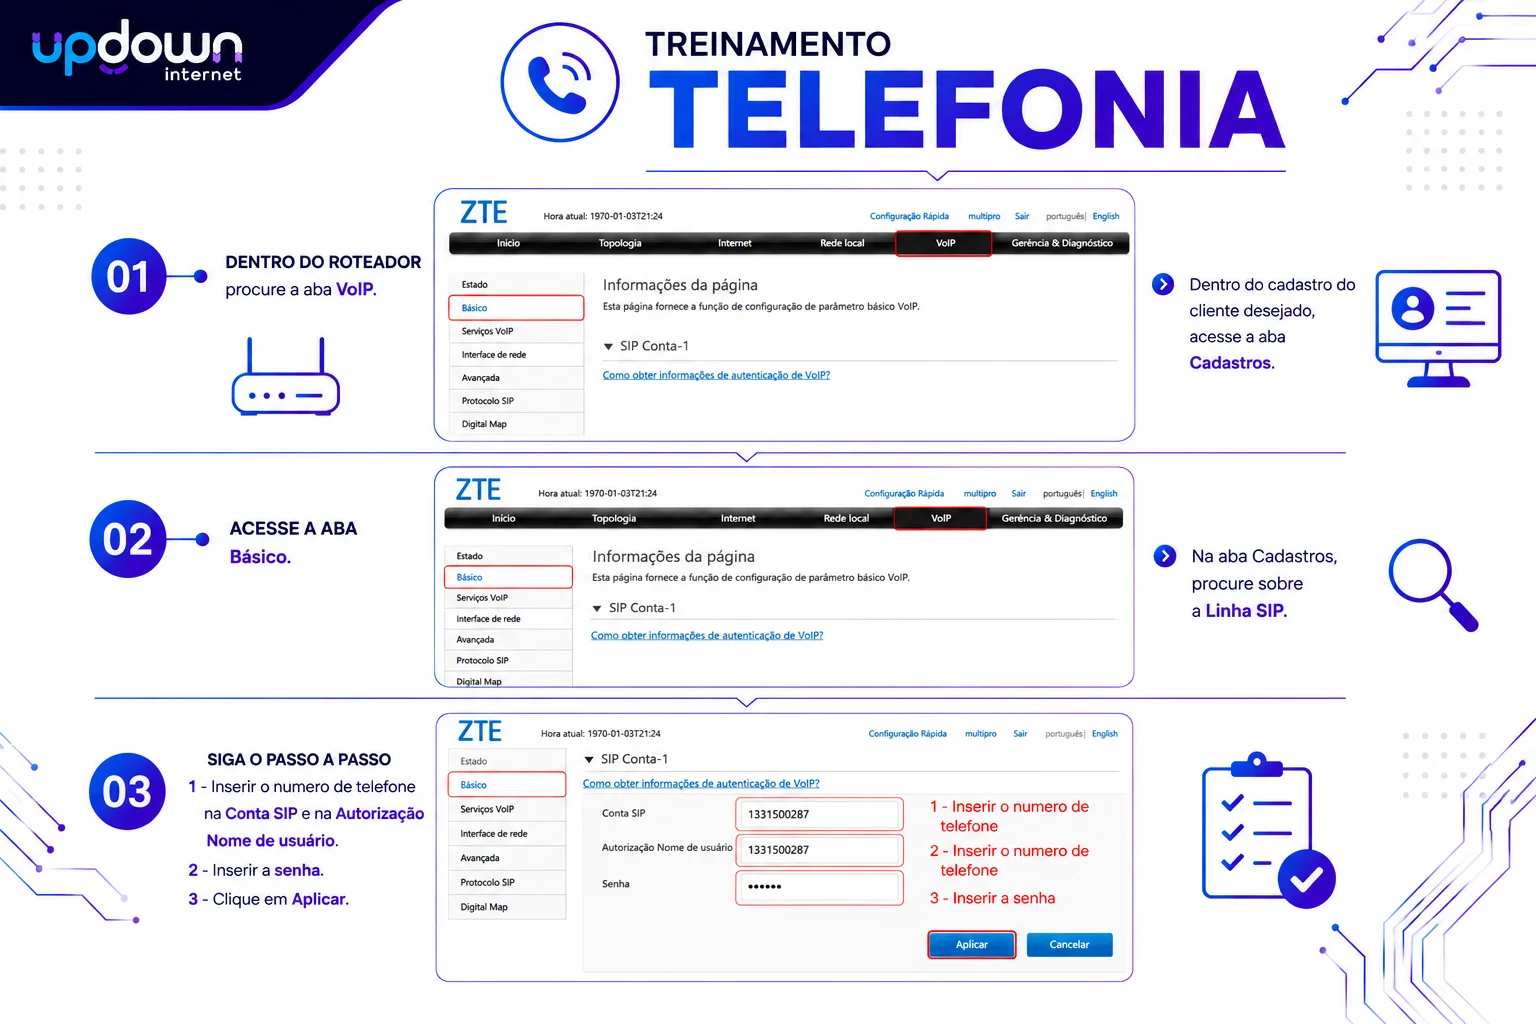 updown
internet
TREINAMENTO
TELEFONIA
01
DENTRO DO ROTEADOR
procure a aba VoIP.
ZTE
Hora atual: 1970-01-03T21:24
Configuração Rápida multipro Sair português| English
Início Topologia Internet Rede local VoIP Gerência & Diagnóstico
Estado
Básico
Serviços VoIP
Interface de rede
Avançada
Protocolo SIP
Digital Map
Informações da página
Esta página fornece a função de configuração de parâmetro básico VoIP.
▼ SIP Conta-1
Como obter informações de autenticação de VoIP?
Dentro do cadastro do
cliente desejado,
acesse a aba
Cadastros.
02
ACESSE A ABA
Básico.
ZTE
Hora atual: 1970-01-03T21:24
Configuração Rápida multipro Sair português| English
Início Topologia Internet Rede local VoIP Gerência & Diagnóstico
Estado
Básico
Serviços VoIP
Interface de rede
Avançada
Protocolo SIP
Digital Map
Informações da página
Esta página fornece a função de configuração de parâmetro básico VoIP.
▼ SIP Conta-1
Como obter informações de autenticação de VoIP?
Na aba Cadastros,
procure sobre
a Linha SIP.
03
SIGA O PASSO A PASSO
1 - Inserir o numero de telefone
na Conta SIP e na Autorização
Nome de usuário.
2 - Inserir a senha.
3 - Clique em Aplicar.
ZTE
Hora atual: 1970-01-03T21:24
Configuração Rápida multipro Sair português| English
Estado
Básico
Serviços VoIP
Interface de rede
Avançada
Protocolo SIP
Digital Map
▼ SIP Conta-1
Como obter informações de autenticação de VoIP?
Conta SIP 1331500287
Autorização Nome de usuário 1331500287
Senha ••••••
1 - Inserir o numero de
telefone
2 - Inserir o numero de
telefone
3 - Inserir a senha
Aplicar Cancelar